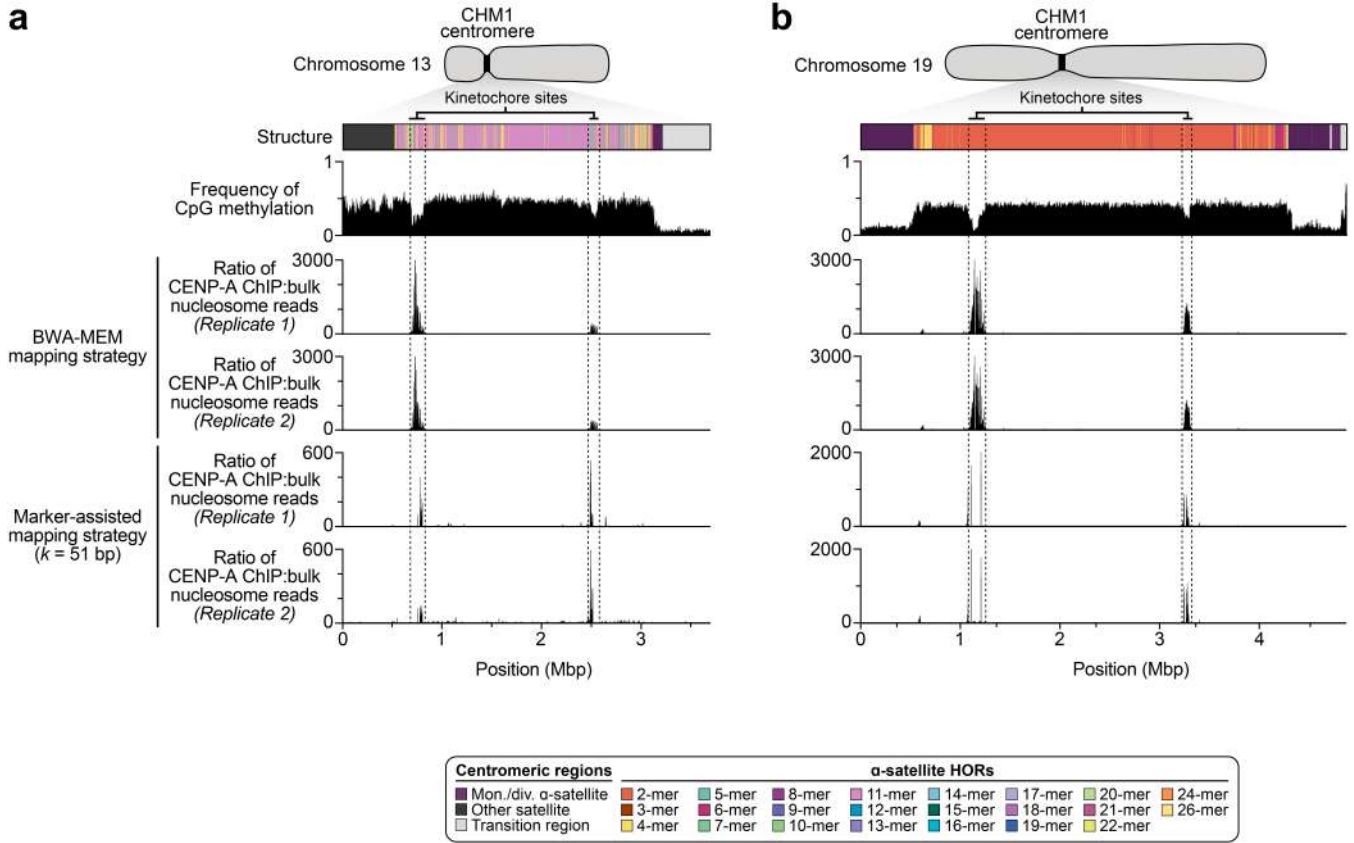 a
CHM1
centromere
Chromosome 13
Kinetochore sites
Structure
1
Frequency of
CpG methylation
0
BWA-MEM
mapping strategy
3000
Ratio of
CENP-A ChIP:bulk
nucleosome reads
(Replicate 1)
0
3000
Ratio of
CENP-A ChIP:bulk
nucleosome reads
(Replicate 2)
0
Marker-assisted
mapping strategy
(k = 51 bp)
600
Ratio of
CENP-A ChIP:bulk
nucleosome reads
(Replicate 1)
0
600
Ratio of
CENP-A ChIP:bulk
nucleosome reads
(Replicate 2)
0
0 1 2 3
Position (Mbp)
b
CHM1
centromere
Chromosome 19
Kinetochore sites
1
0
3000
0
3000
0
2000
0
2000
0
0 1 2 3 4
Position (Mbp)
Centromeric regions
Mon./div. α-satellite
Other satellite
Transition region
α-satellite HORs
2-mer 5-mer 8-mer 11-mer 14-mer 17-mer 20-mer 24-mer
3-mer 6-mer 9-mer 12-mer 15-mer 18-mer 21-mer 26-mer
4-mer 7-mer 10-mer 13-mer 16-mer 19-mer 22-mer